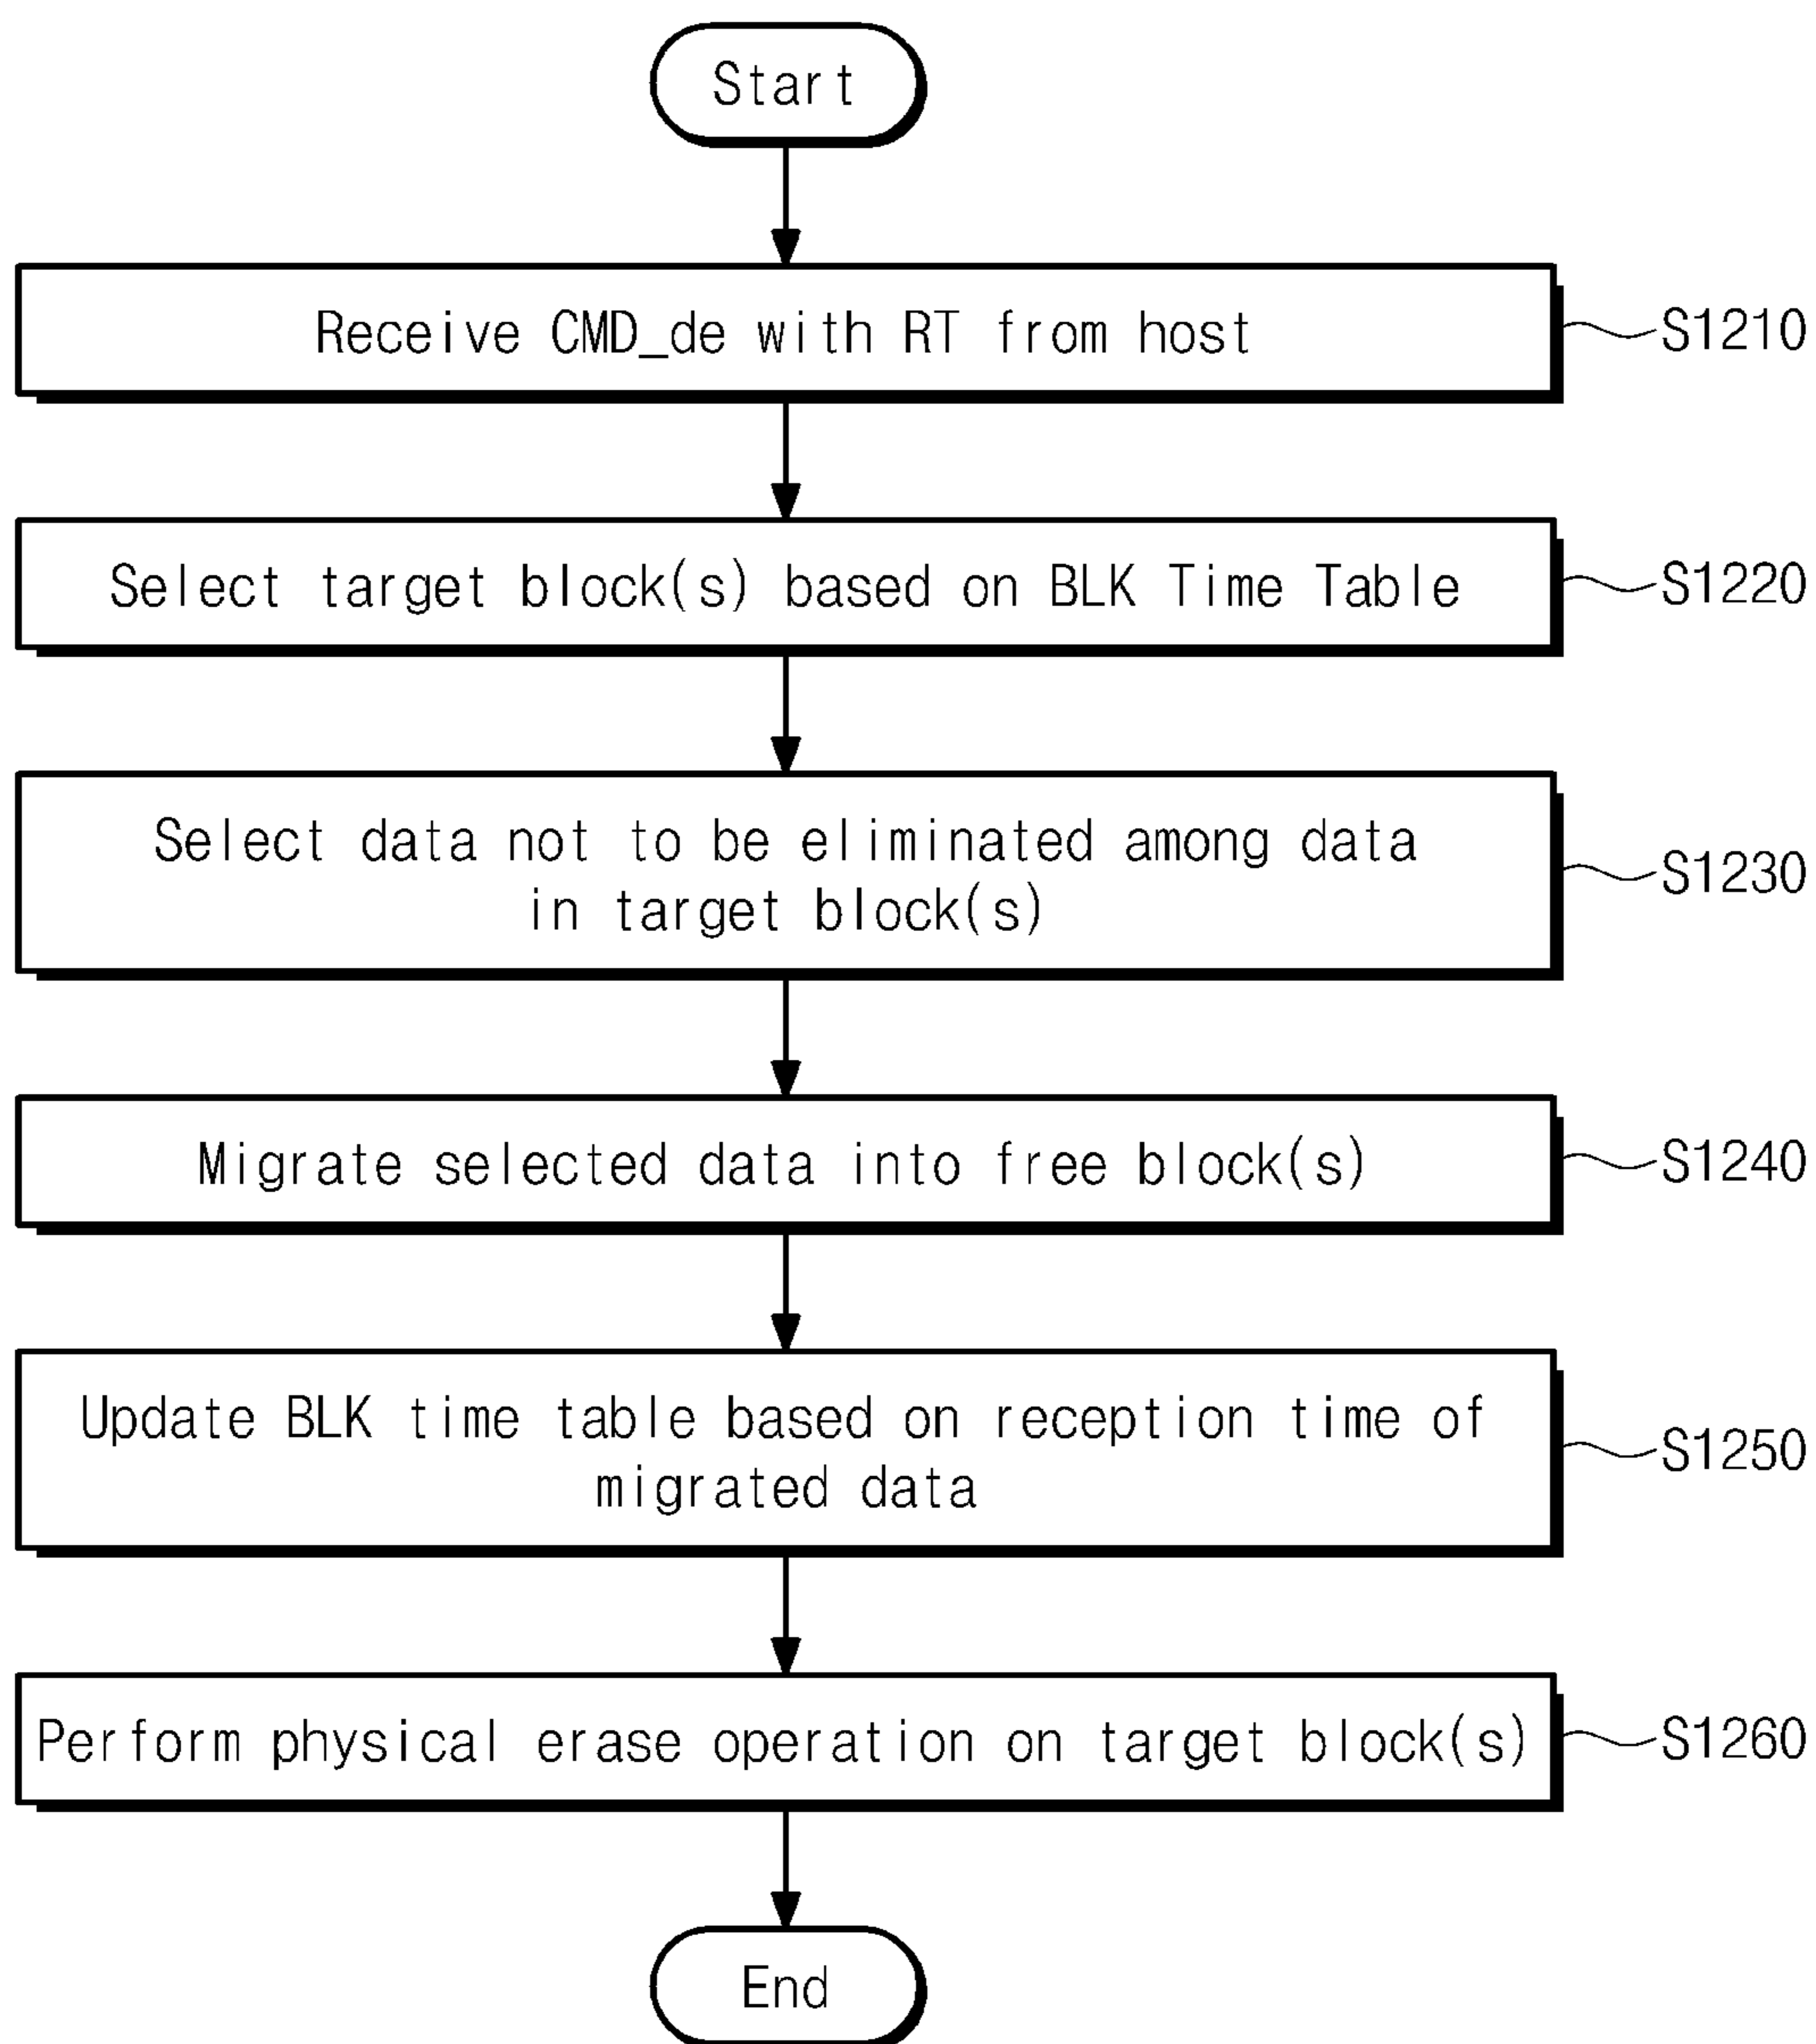 Start
Receive CMD_de with RT from host
S1210
Select target block(s) based on BLK Time Table
S1220
Select data not to be eliminated among data
in target block(s)
S1230
Migrate selected data into free block(s)
S1240
Update BLK time table based on reception time of
migrated data
S1250
Perform physical erase operation on target block(s)
S1260
End